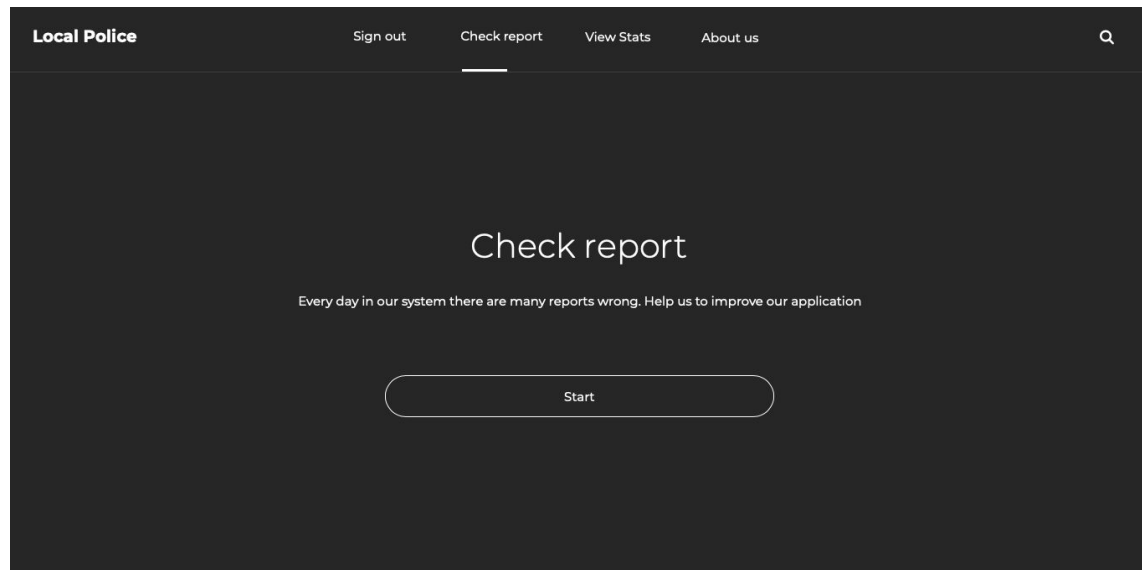 Local Police
Sign out
Check report
View Stats
About us
Check report
Every day in our system there are many reports wrong. Help us to improve our application
Start